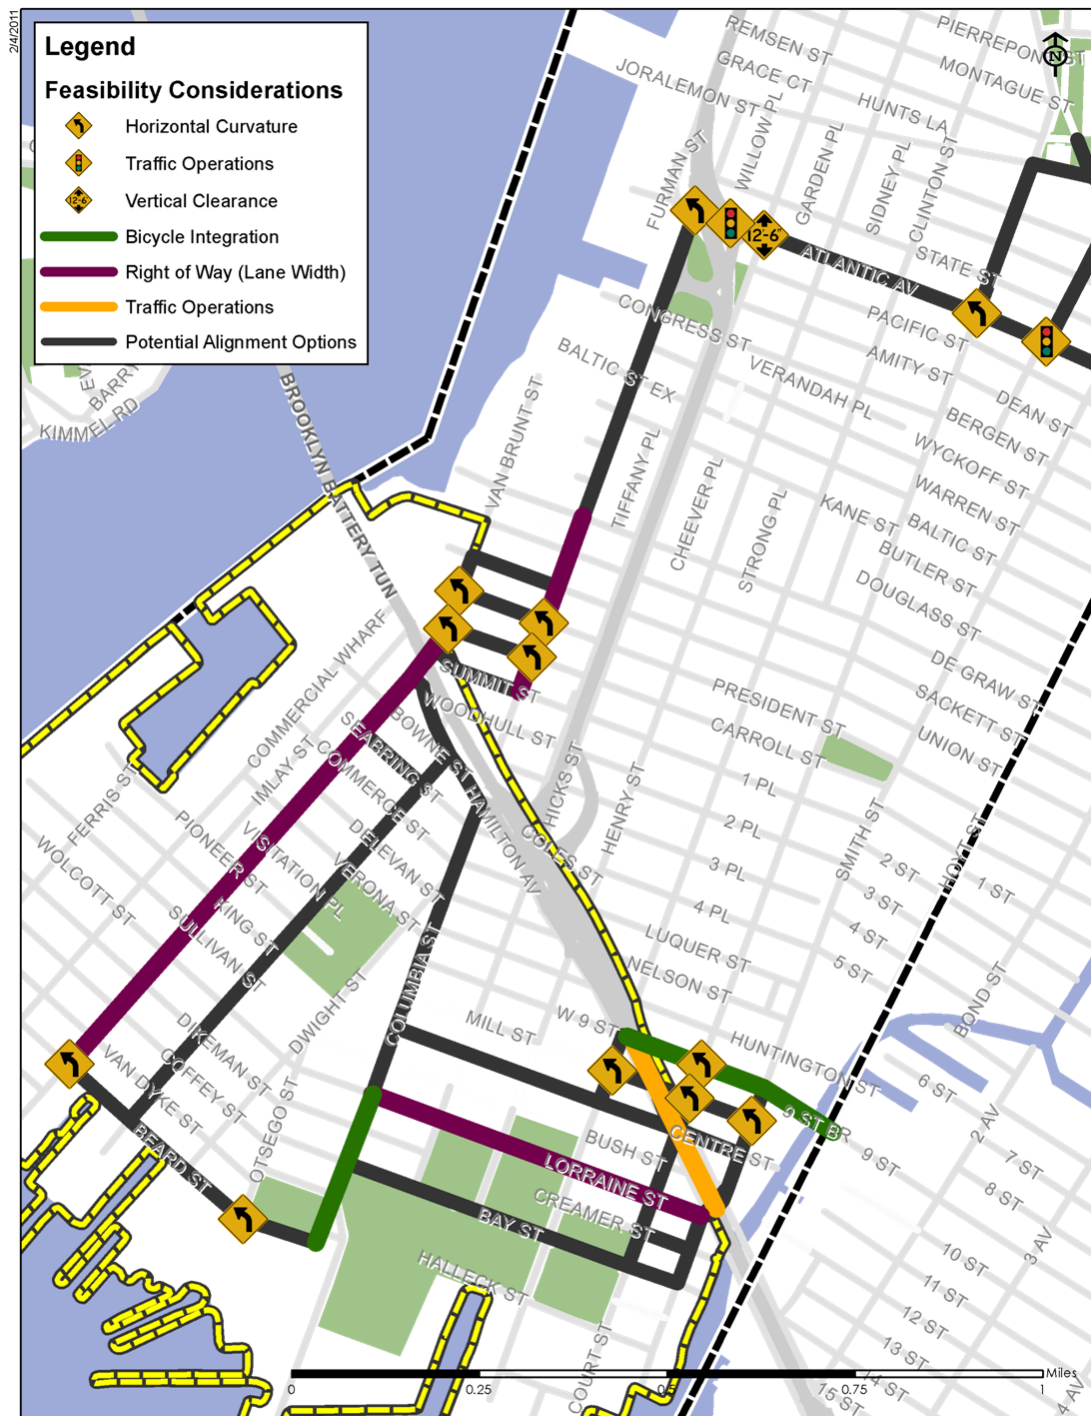 2/4/2011
Legend
Feasibility Considerations
Horizontal Curvature
Traffic Operations
12-6"
Vertical Clearance
Bicycle Integration
Right of Way (Lane Width)
Traffic Operations
Potential Alignment Options
N
REMSEN ST
PIERREPONT ST
GRACE CT
MONTAGUE ST
JORALEMON ST
HUNTS LA
WILLOW PL
GARDEN PL
SIDNEY PL
CLINTON ST
FURMAN ST
12'-6"
STATE ST
ATLANTIC AV
PACIFIC ST
CONGRESS ST
AMITY ST
BALTIC ST EX
VERANDAH PL
DEAN ST
BERGEN ST
WYCKOFF ST
WARREN ST
KANE ST
BALTIC ST
BUTLER ST
DOUGLASS ST
BARRY
KIMMEL RD
BROOKLYN BATTERY TUN
VAN BRUNT ST
TIFFANY PL
CHEEVER PL
STRONG PL
DE GRAW ST
SACKETT ST
UNION ST
PRESIDENT ST
CARROLL ST
SUMMIT ST
WOODHULL ST
COMMERCIAL WHARF
BOWNE ST
SEABRING ST
IMLAY ST
COMMERCE ST
HAMILTON AV
HICKS ST
HENRY ST
1 PL
2 PL
3 PL
4 PL
SMITH ST
HOYT ST
FERRIS ST
PIONEER ST
VISITATION PL
DELEVAN ST
VERONA ST
COLES ST
WOLCOTT ST
KING ST
SULLIVAN ST
LUQUER ST
NELSON ST
2 ST
1 ST
3 ST
4 ST
5 ST
BOND ST
COLUMBIA ST
DWIGHT ST
MILL ST
W 9 ST
HUNTINGTON ST
DIKEMAN ST
COFFEY ST
VAN DYKE ST
BEARD ST
OTSEGO ST
9 ST BR
6 ST
2 AV
BUSH ST
CENTRE ST
LORRAINE ST
CREAMER ST
BAY ST
HALLECK ST
COURT ST
9 ST
7 ST
8 ST
3 AV
10 ST
11 ST
12 ST
13 ST
14 ST
15 ST
4 AV
0 0.25 0.5 0.75 1
Miles